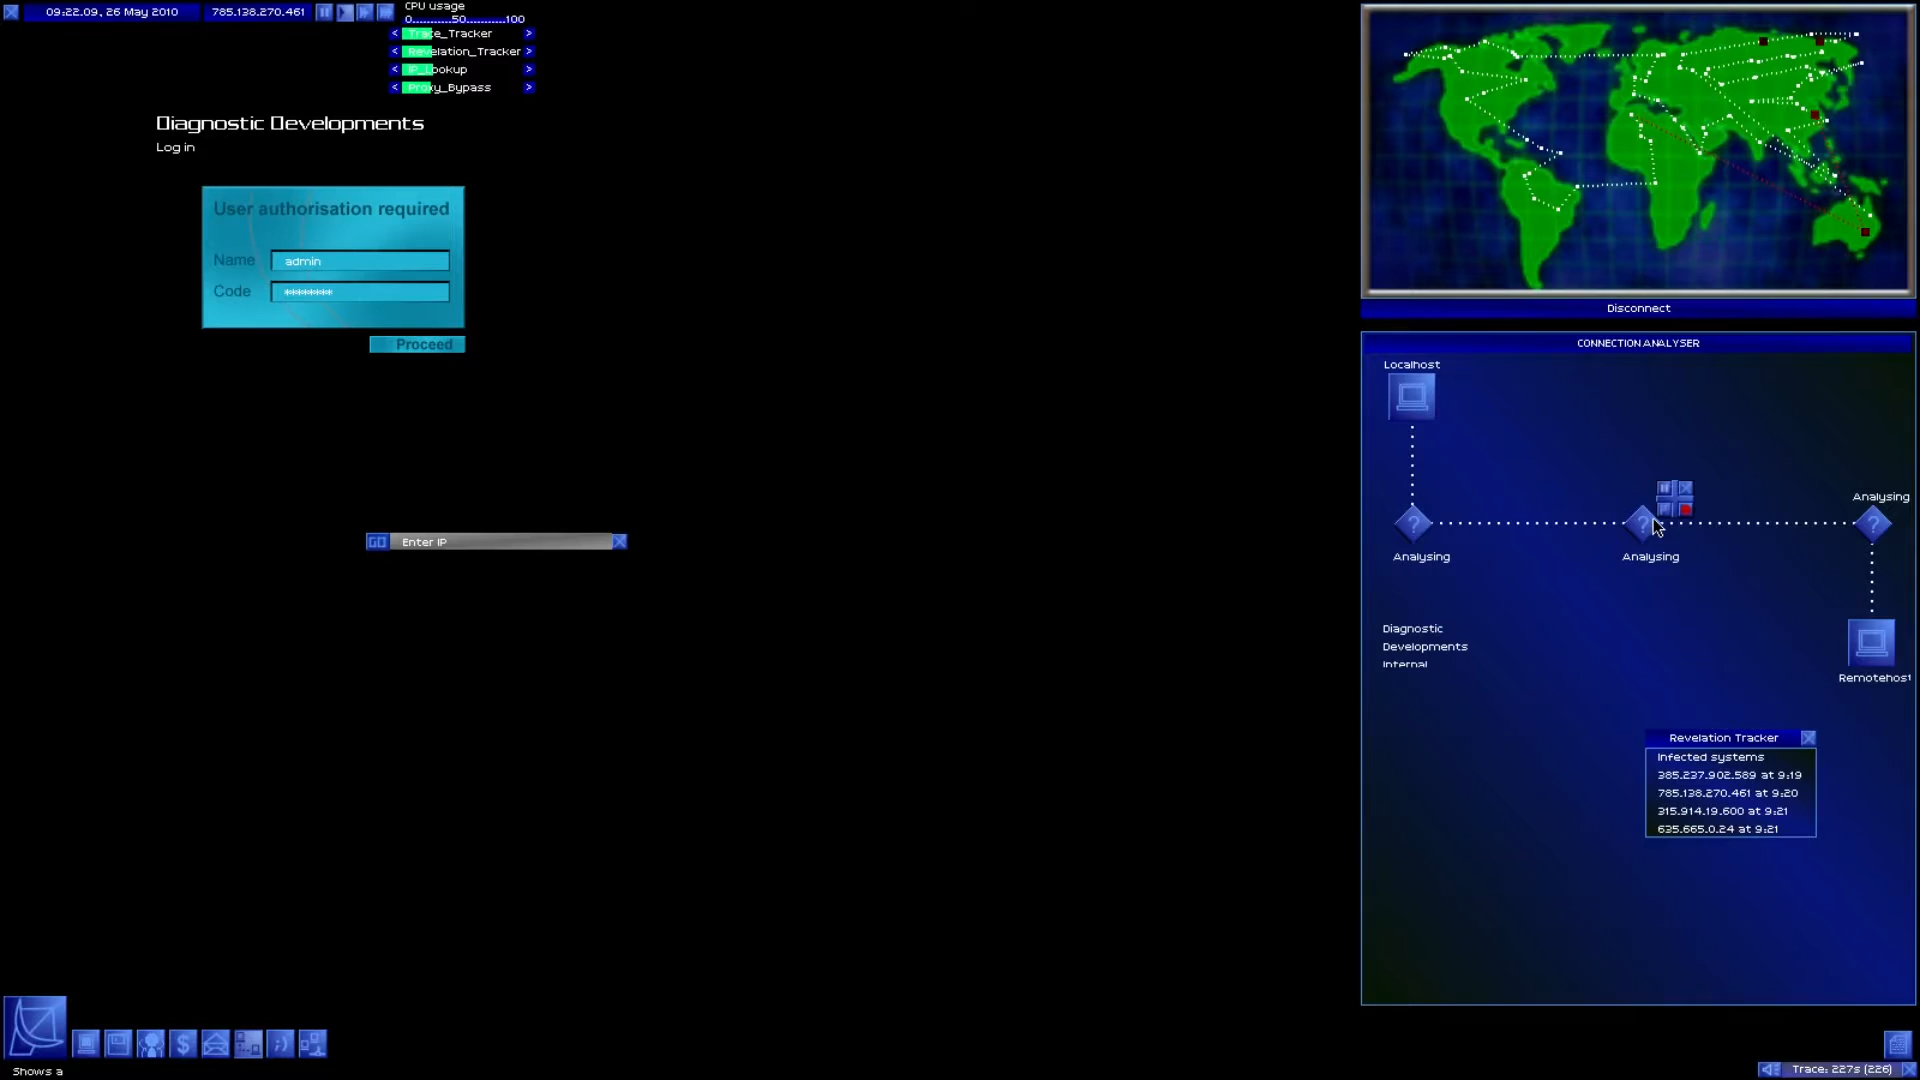 09:22.09, 26 May 2010
785.138.270.461
CPU usage
0............50...........100
Trace_Tracker
Revelation_Tracker
IP_Lookup
Proxy_Bypass
Diagnostic Developments
Log in
User authorisation required
Name
admin
Code
********
Proceed
GO
Enter IP
Disconnect
CONNECTION ANALYSER
Localhost
Analysing
Analysing
Analysing
Diagnostic
Developments
Internal
Remotehost
Revelation Tracker
Infected systems
385.237.902.589 at 9:19
785.138.270.461 at 9:20
315.914.19.600 at 9:21
635.665.0.24 at 9:21
Shows a
Trace: 227s (226)